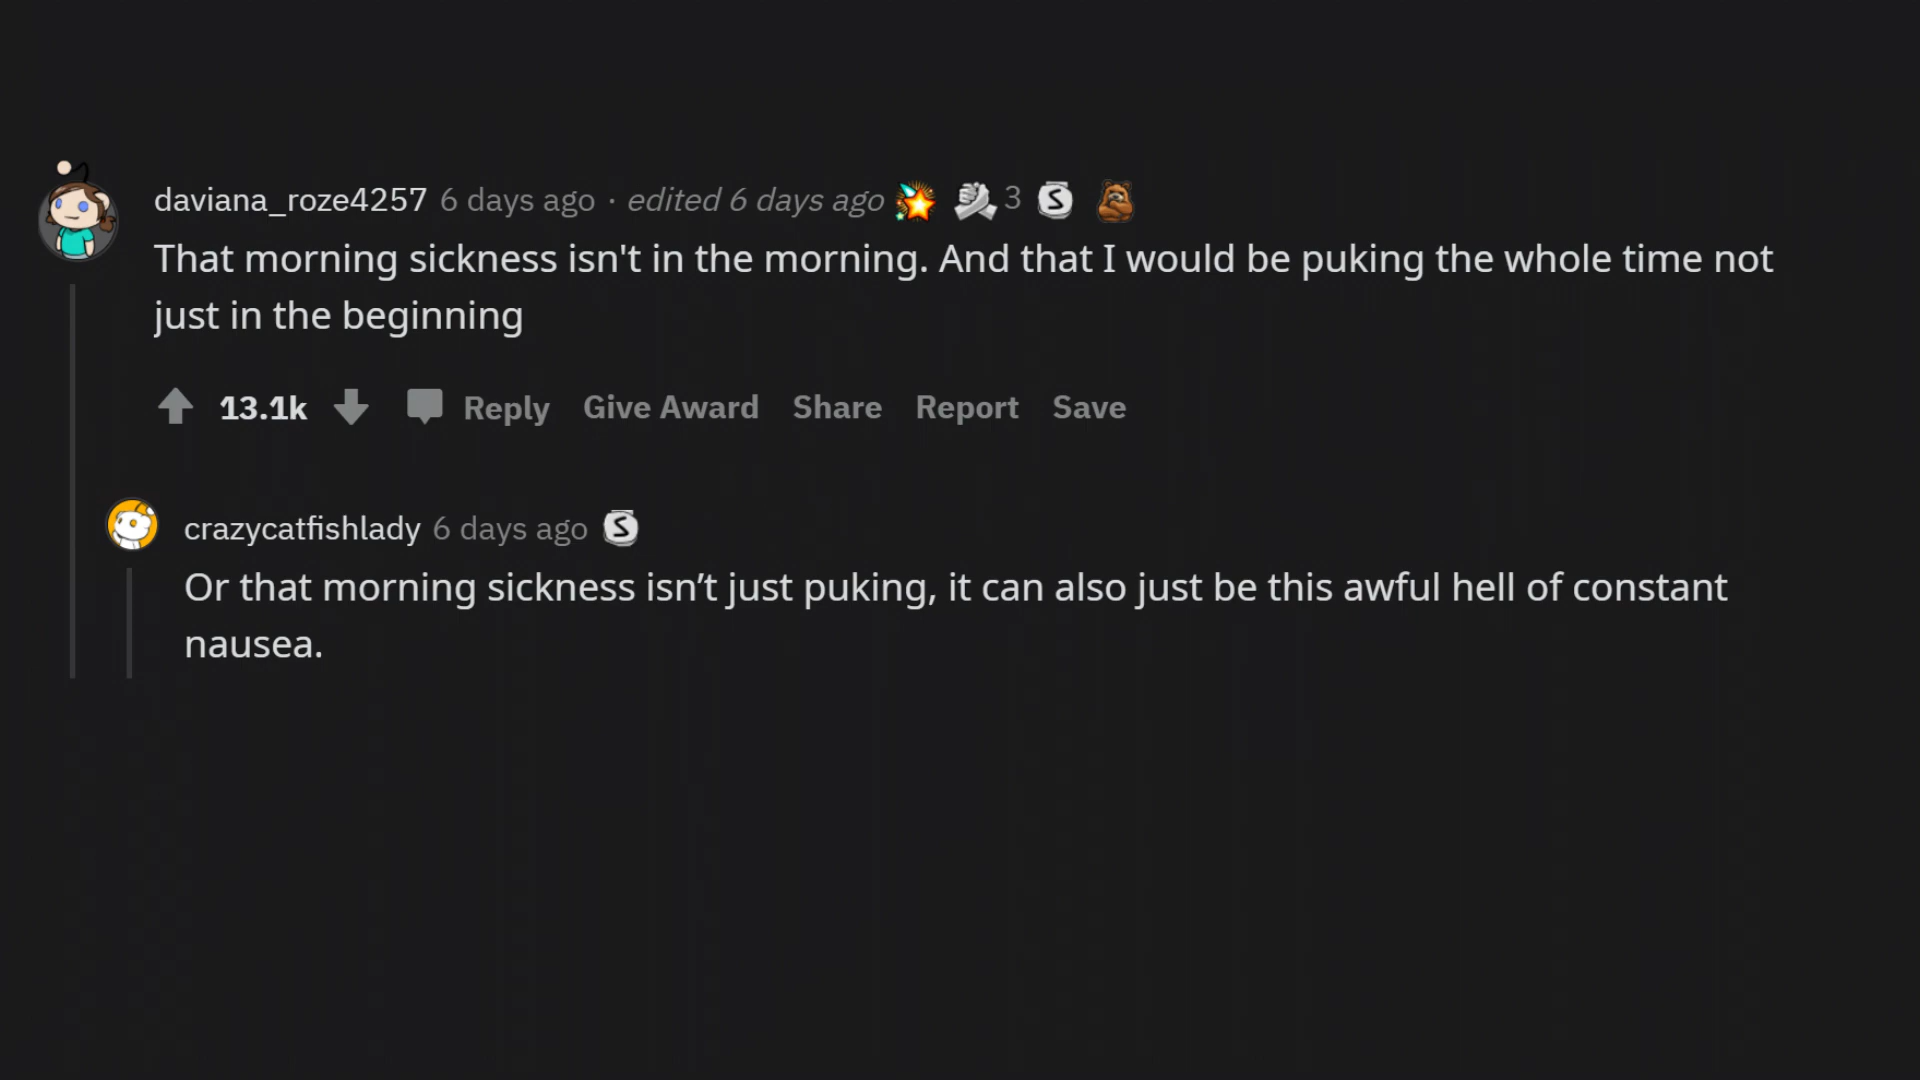 daviana_roze4257 6 days ago · edited 6 days ago 3 S
That morning sickness isn't in the morning. And that I would be puking the whole time not
just in the beginning
13.1k Reply Give Award Share Report Save
crazycatfishlady 6 days ago S
Or that morning sickness isn’t just puking, it can also just be this awful hell of constant
nausea.